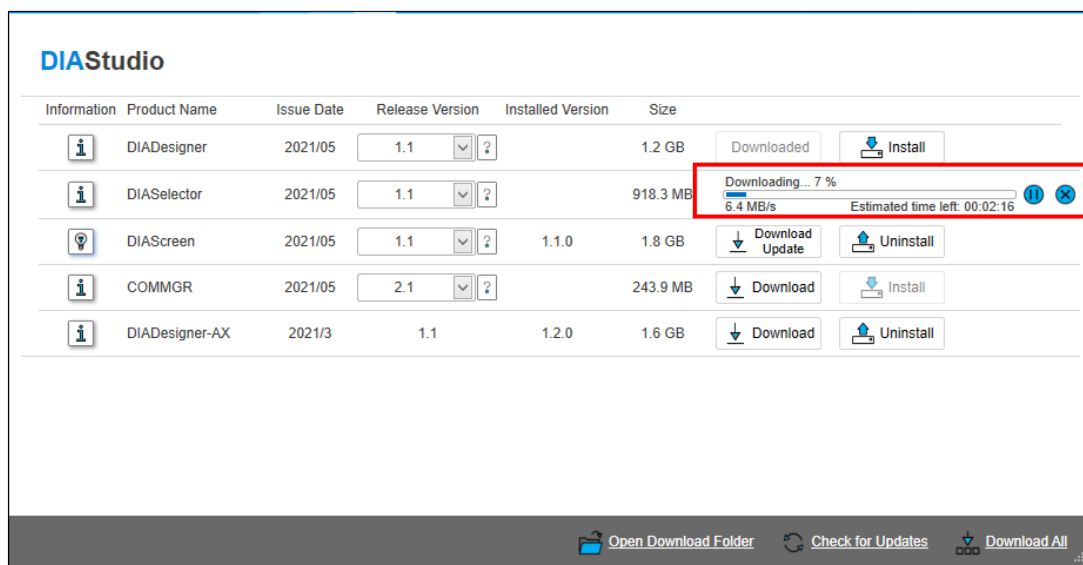 DIAStudio
Information Product Name Issue Date Release Version Installed Version Size
i DIADesigner 2021/05 1.1 ? 1.2 GB Downloaded Install
Downloading... 7 %
i DIASelector 2021/05 1.1 ? 918.3 MB
6.4 MB/s Estimated time left: 00:02:16
DIAScreen 2021/05 1.1 ? 1.1.0 1.8 GB Download Update Uninstall
i COMMGR 2021/05 2.1 ? 243.9 MB Download Install
i DIADesigner-AX 2021/3 1.1 1.2.0 1.6 GB Download Uninstall
Open Download Folder Check for Updates Download All